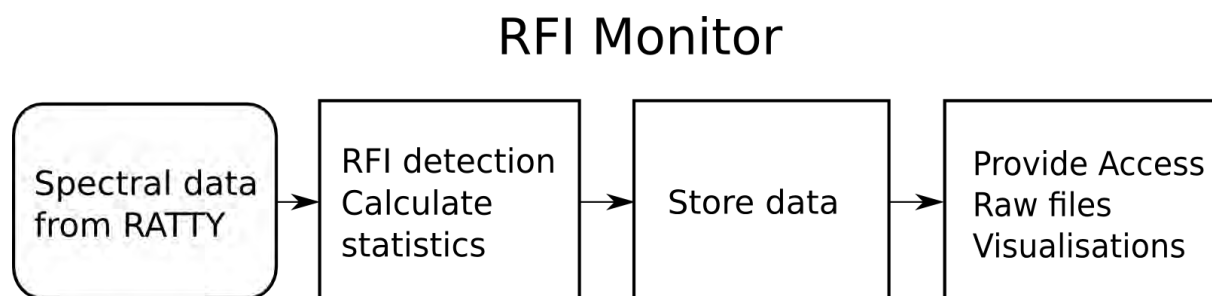 RFI Monitor
Spectral data
from RATTY
RFI detection
Calculate
statistics
Store data
Provide Access
Raw files
Visualisations